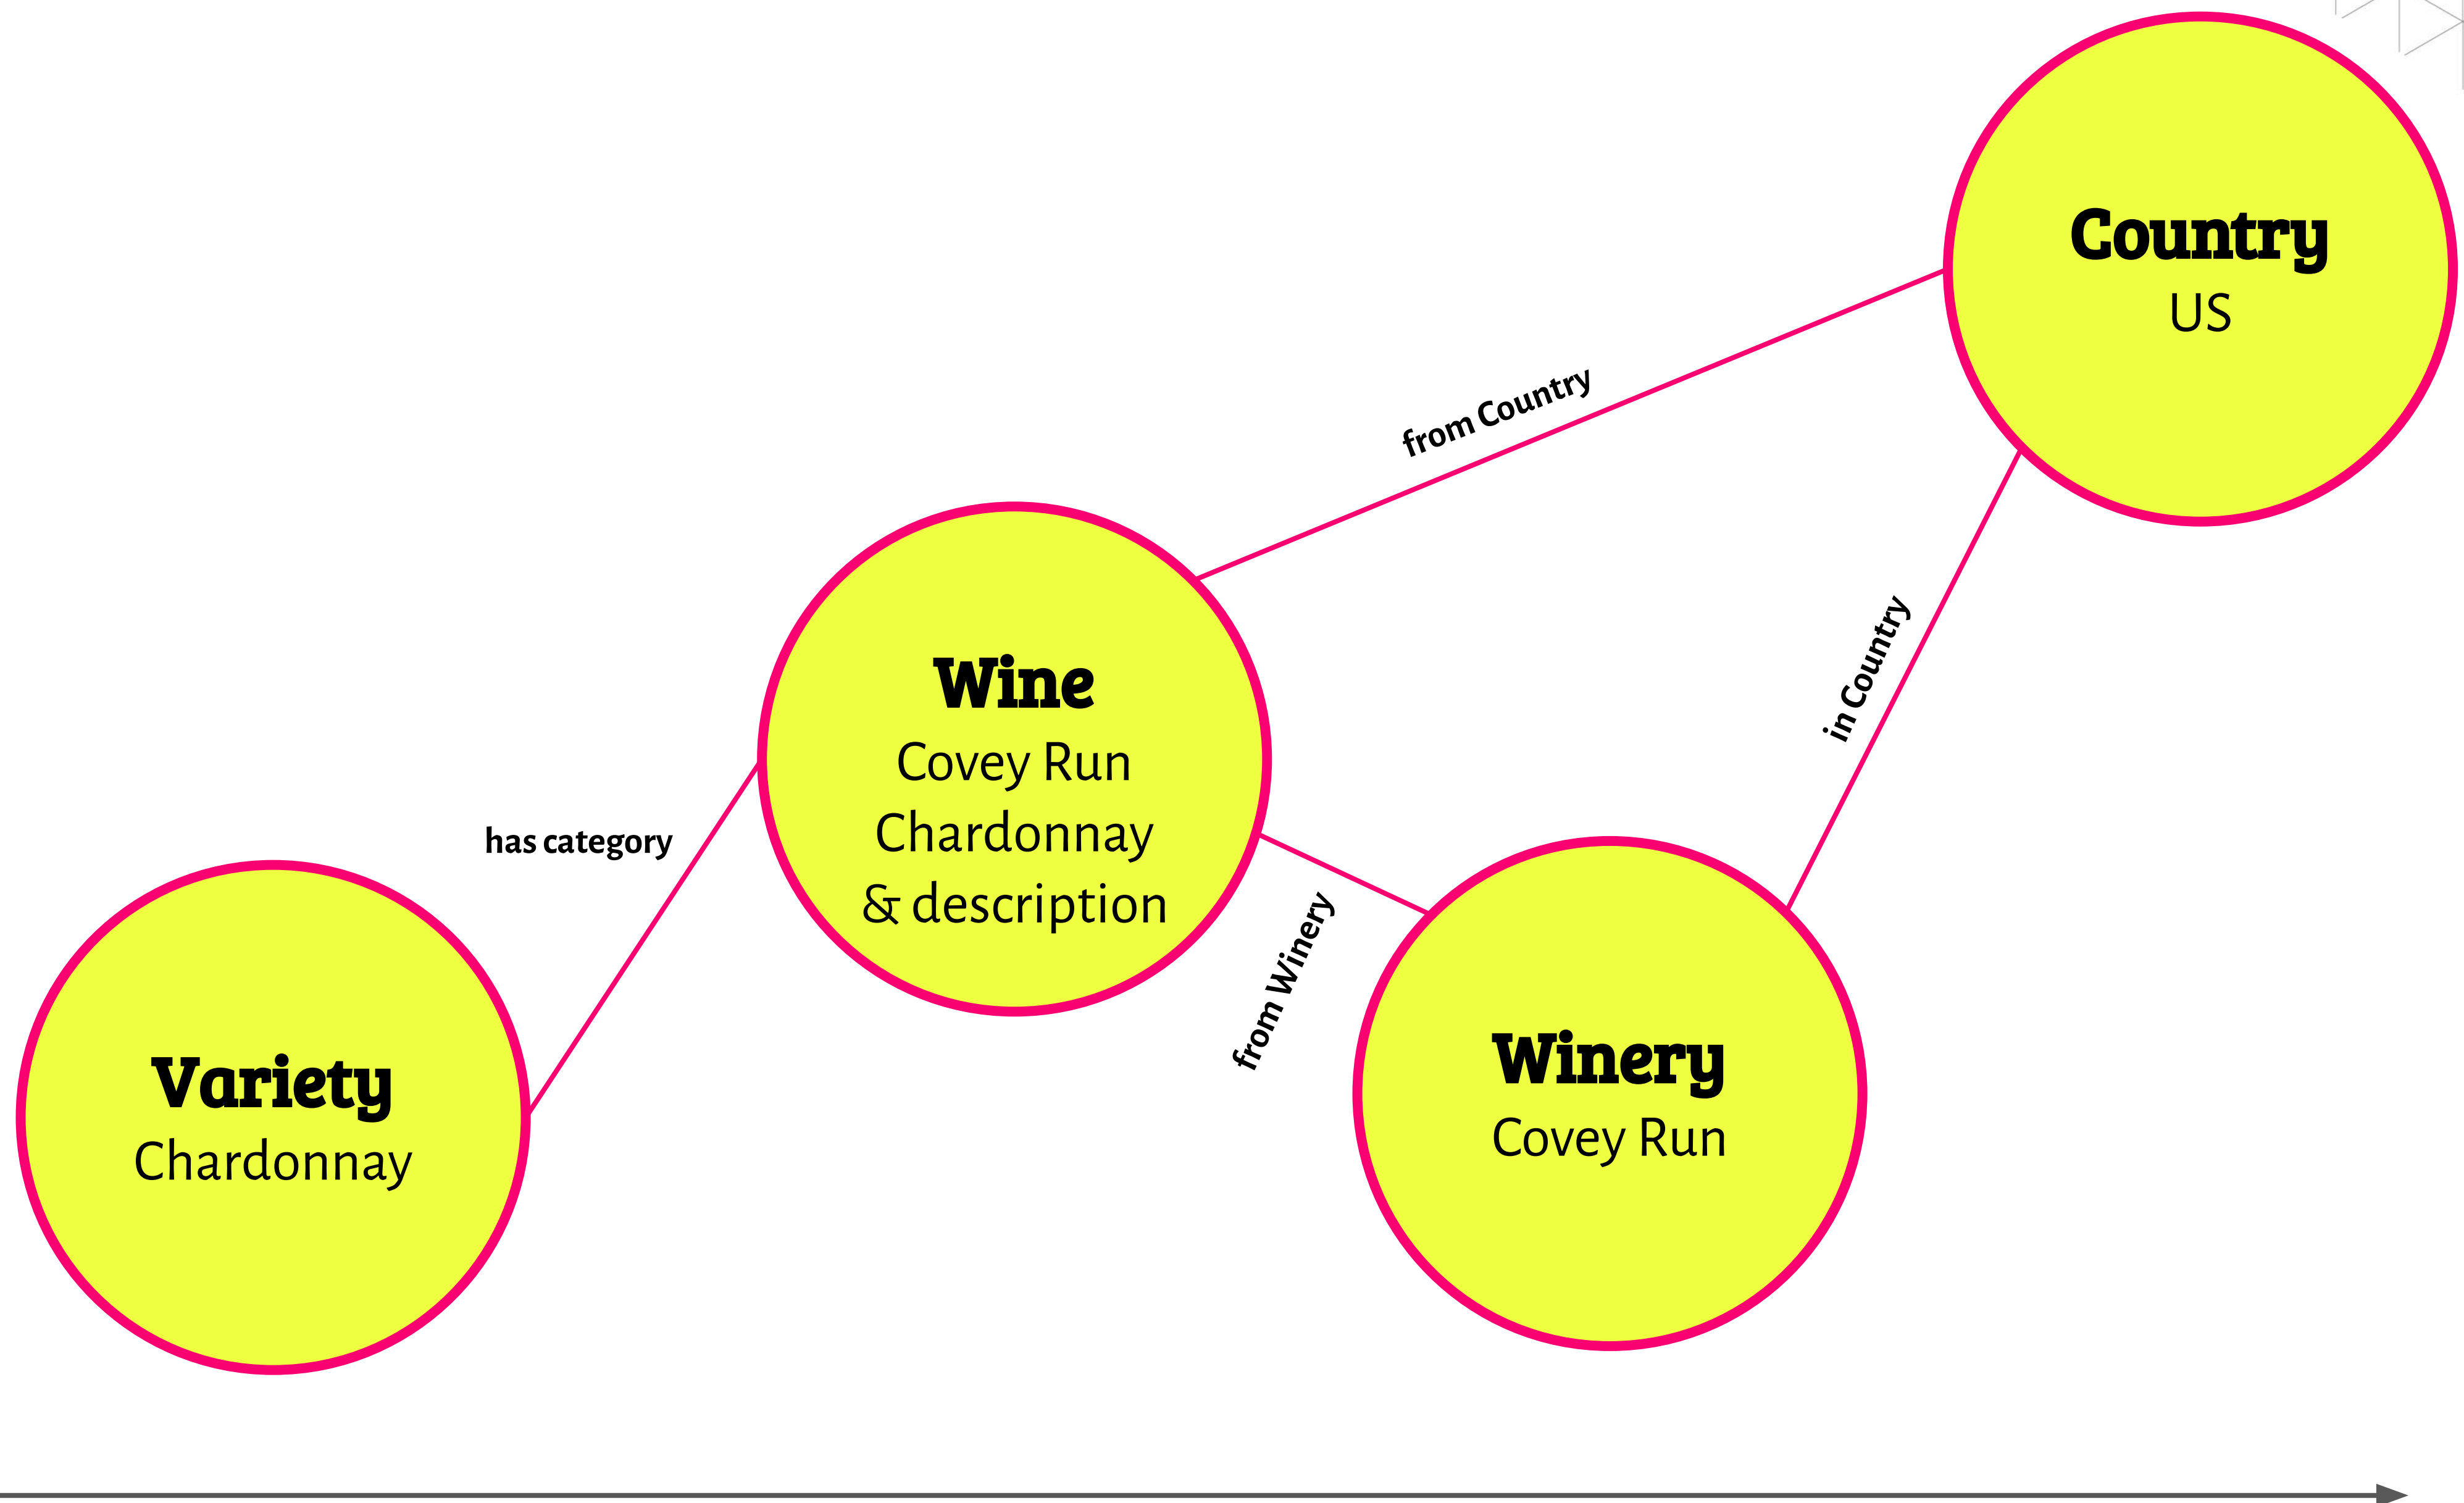 Country
US
from Country
in Country
Wine
Covey Run
Chardonnay
& description
has category
from Winery
Variety
Chardonnay
Winery
Covey Run